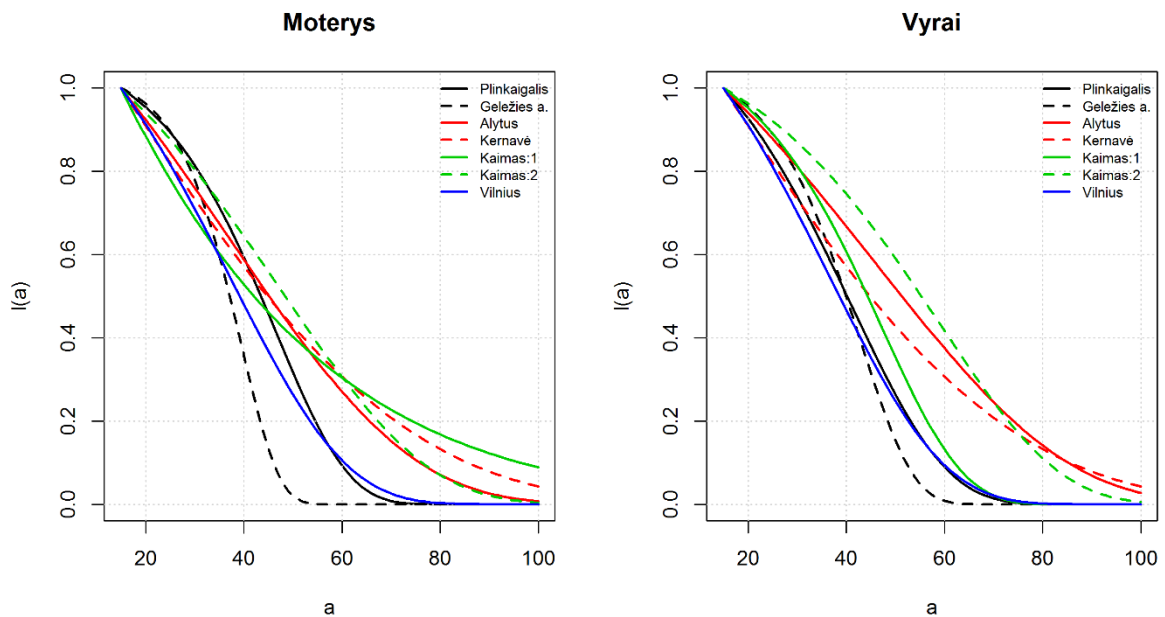 Moterys
Plinkaigalis
Geležies a.
Alytus
Kernavė
Kaimas:1
Kaimas:2
Vilnius
1.0
0.8
0.6
0.4
0.2
0.0
l(a)
20 40 60 80 100
a
Vyrai
Plinkaigalis
Geležies a.
Alytus
Kernavė
Kaimas:1
Kaimas:2
Vilnius
1.0
0.8
0.6
0.4
0.2
0.0
l(a)
20 40 60 80 100
a